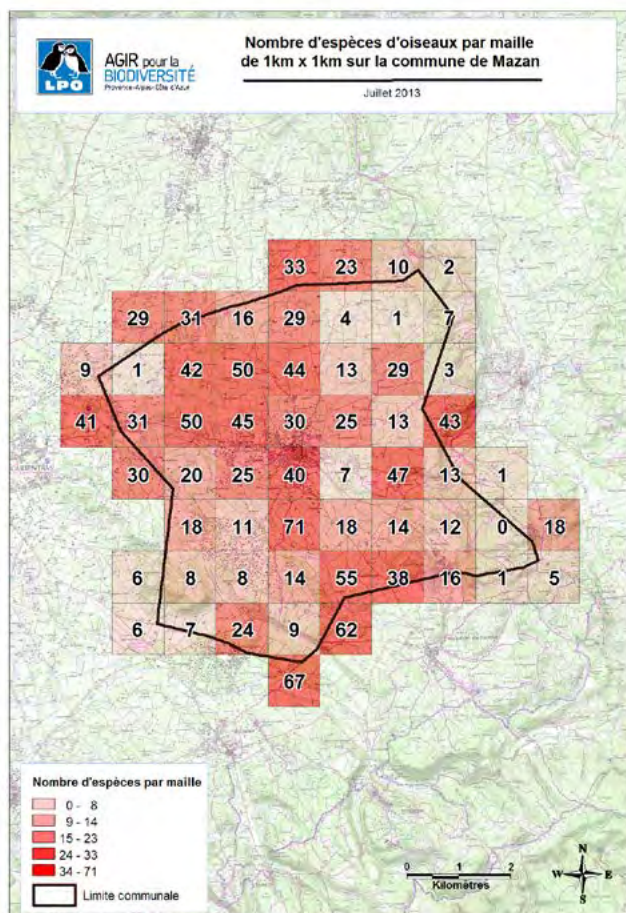 LPO
AGIR pour la
BIODIVERSITÉ
Provence-Alpes-Côte d'Azur
Nombre d'espèces d'oiseaux par maille
de 1km x 1km sur la commune de Mazan
Juillet 2013
33 23 10 2
29 31 16 29 4 1 7
9 1 42 50 44 13 29 3
41 31 50 45 30 25 13 43
30 20 25 40 7 47 13 1
18 11 71 18 14 12 0 18
6 8 8 14 55 38 16 1 5
6 7 24 9 62
67
Nombre d'espèces par maille
0 - 8
9 - 14
15 - 23
24 - 33
34 - 71
Limite communale
0 1 2
Kilomètres
N
W E
S